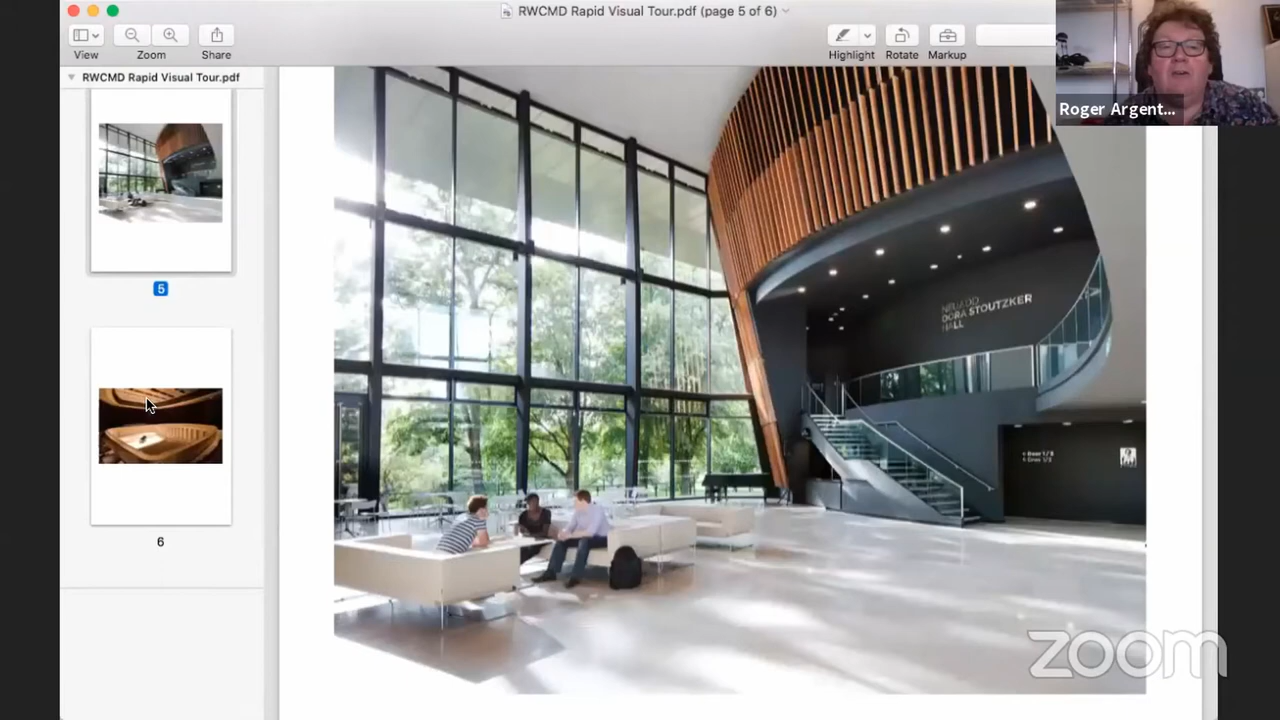 RWCMD Rapid Visual Tour.pdf (page 5 of 6)
View
Zoom
Share
Highlight
Rotate
Markup
RWCMD Rapid Visual Tour.pdf
5
6
NEUADD
DORA STOUTZKER
HALL
Roger Argent...
zoom